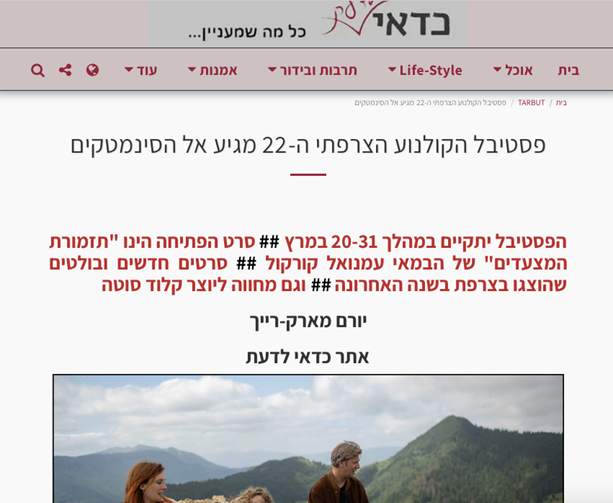 כדאי לדעת
כל מה שמעניין...
בית אוכל Life-Style תרבות ובידור אמנות עוד
בית / TARBUT / פסטיבל הקולנוע הצרפתי ה-22 מגיע אל הסינמטקים
פסטיבל הקולנוע הצרפתי ה-22 מגיע אל הסינמטקים
הפסטיבל יתקיים במהלך 20-31 במרץ ## סרט הפתיחה הינו "תזמורת
המצעדים" של הבמאי עמנואל קורקול ## סרטים חדשים ובולטים
שהוצגו בצרפת בשנה האחרונה ## וגם מחווה ליוצר קלוד סוטה
יורם מארק-רייך
אתר כדאי לדעת